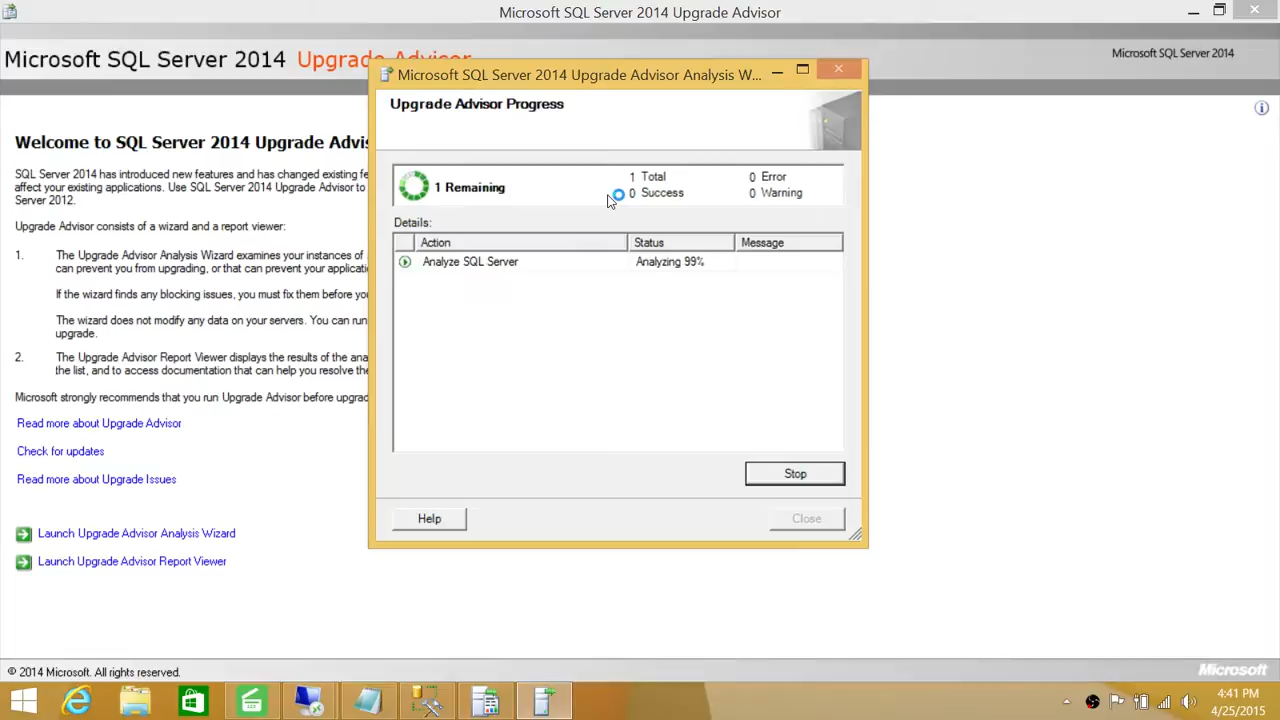 Microsoft SQL Server 2014 Upgrade Advisor
Microsoft SQL Server 2014 Upgrade Advisor
Microsoft SQL Server 2014
Microsoft SQL Server 2014 Upgrade Advisor Analysis W...
Upgrade Advisor Progress
1 Remaining
1 Total
0 Error
0 Success
0 Warning
Details:
Action Status Message
Analyze SQL Server Analyzing 99%
Stop
Help
Close
Welcome to SQL Server 2014 Upgrade Advis
SQL Server 2014 has introduced new features and has changed existing fe
affect your existing applications. Use SQL Server 2014 Upgrade Advisor to
Server 2012.
Upgrade Advisor consists of a wizard and a report viewer:
1. The Upgrade Advisor Analysis Wizard examines your instances of
can prevent you from upgrading, or that can prevent your applicatio
If the wizard finds any blocking issues, you must fix them before you
The wizard does not modify any data on your servers. You can run
upgrade.
2. The Upgrade Advisor Report Viewer displays the results of the ana
the list, and to access documentation that can help you resolve the
Microsoft strongly recommends that you run Upgrade Advisor before upgrad
Read more about Upgrade Advisor
Check for updates
Read more about Upgrade Issues
Launch Upgrade Advisor Analysis Wizard
Launch Upgrade Advisor Report Viewer
© 2014 Microsoft. All rights reserved.
Microsoft
4:41 PM
4/25/2015